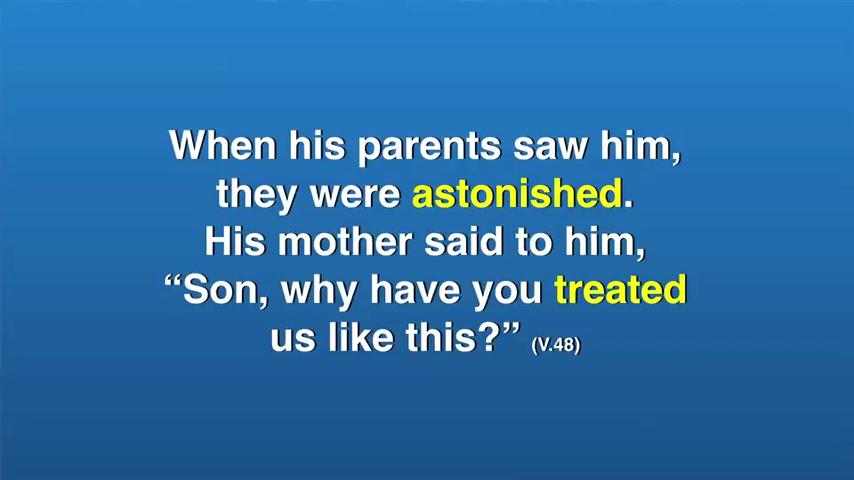 When his parents saw him,
they were astonished.
His mother said to him,
“Son, why have you treated
us like this?” (V.48)